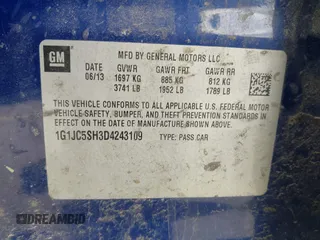 GM
MFD BY GENERAL MOTORS LLC
DATE GVWR GAWR FRT GAWR RR
06/13 1697 KG 885 KG 812 KG
3741 LB 1952 LB 1789 LB
THIS VEHICLE CONFORMS TO ALL APPLICABLE U.S. FEDERAL MOTOR
VEHICLE SAFETY, BUMPER, AND THEFT PREVENTION STANDARDS
IN EFFECT ON THE DATE OF MANUFACTURE SHOWN ABOVE.
1G1JC5SH3D4243109 TYPE: PASS CAR
DREAMBID